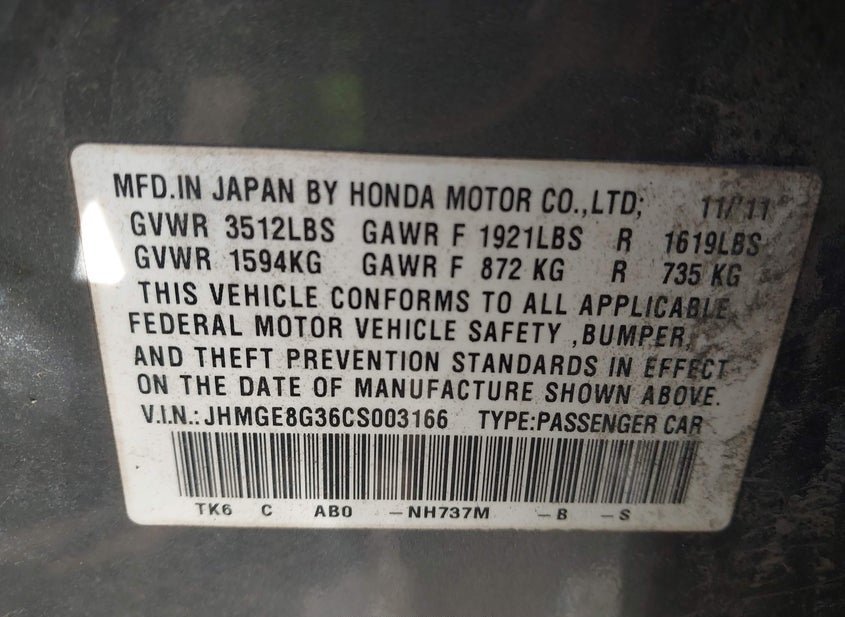 MFD.IN JAPAN BY HONDA MOTOR CO.,LTD; 11/'11
GVWR 3512LBS GAWR F 1921LBS R 1619LBS
GVWR 1594KG GAWR F 872 KG R 735 KG
THIS VEHICLE CONFORMS TO ALL APPLICABLE
FEDERAL MOTOR VEHICLE SAFETY ,BUMPER,
AND THEFT PREVENTION STANDARDS IN EFFECT
ON THE DATE OF MANUFACTURE SHOWN ABOVE.
V.I.N.: JHMGE8G36CS003166 TYPE:PASSENGER CAR
TK6 C AB0 -NH737M -B -S